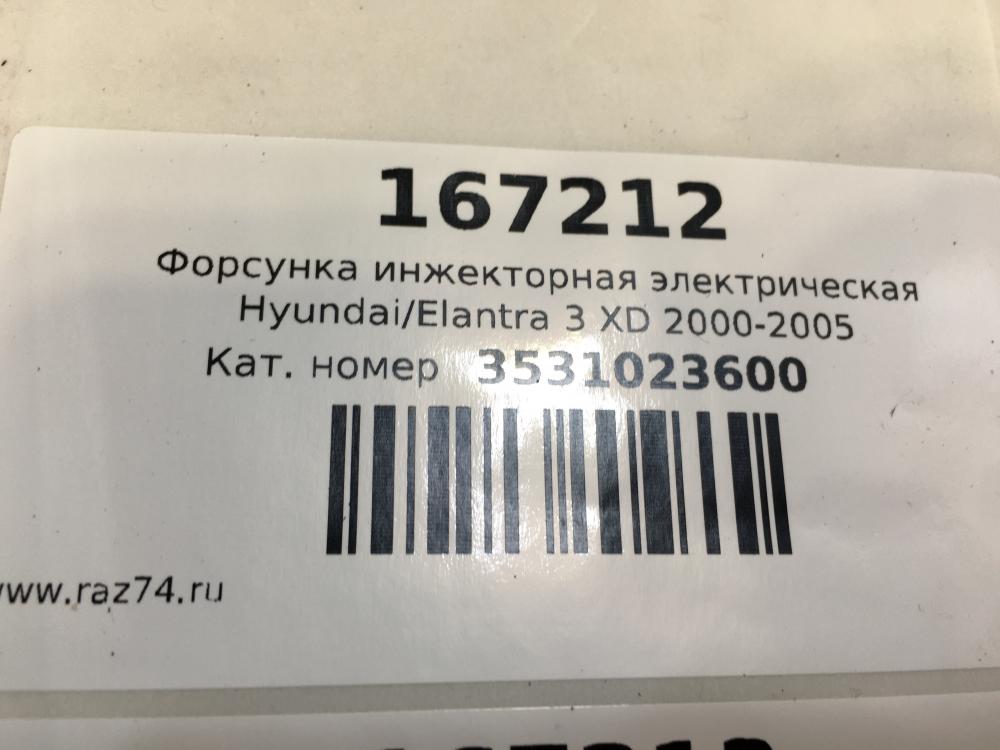 167212
Форсунка инжекторная электрическая
Hyundai/Elantra 3 XD 2000-2005
Кат. номер 3531023600
www.raz74.ru